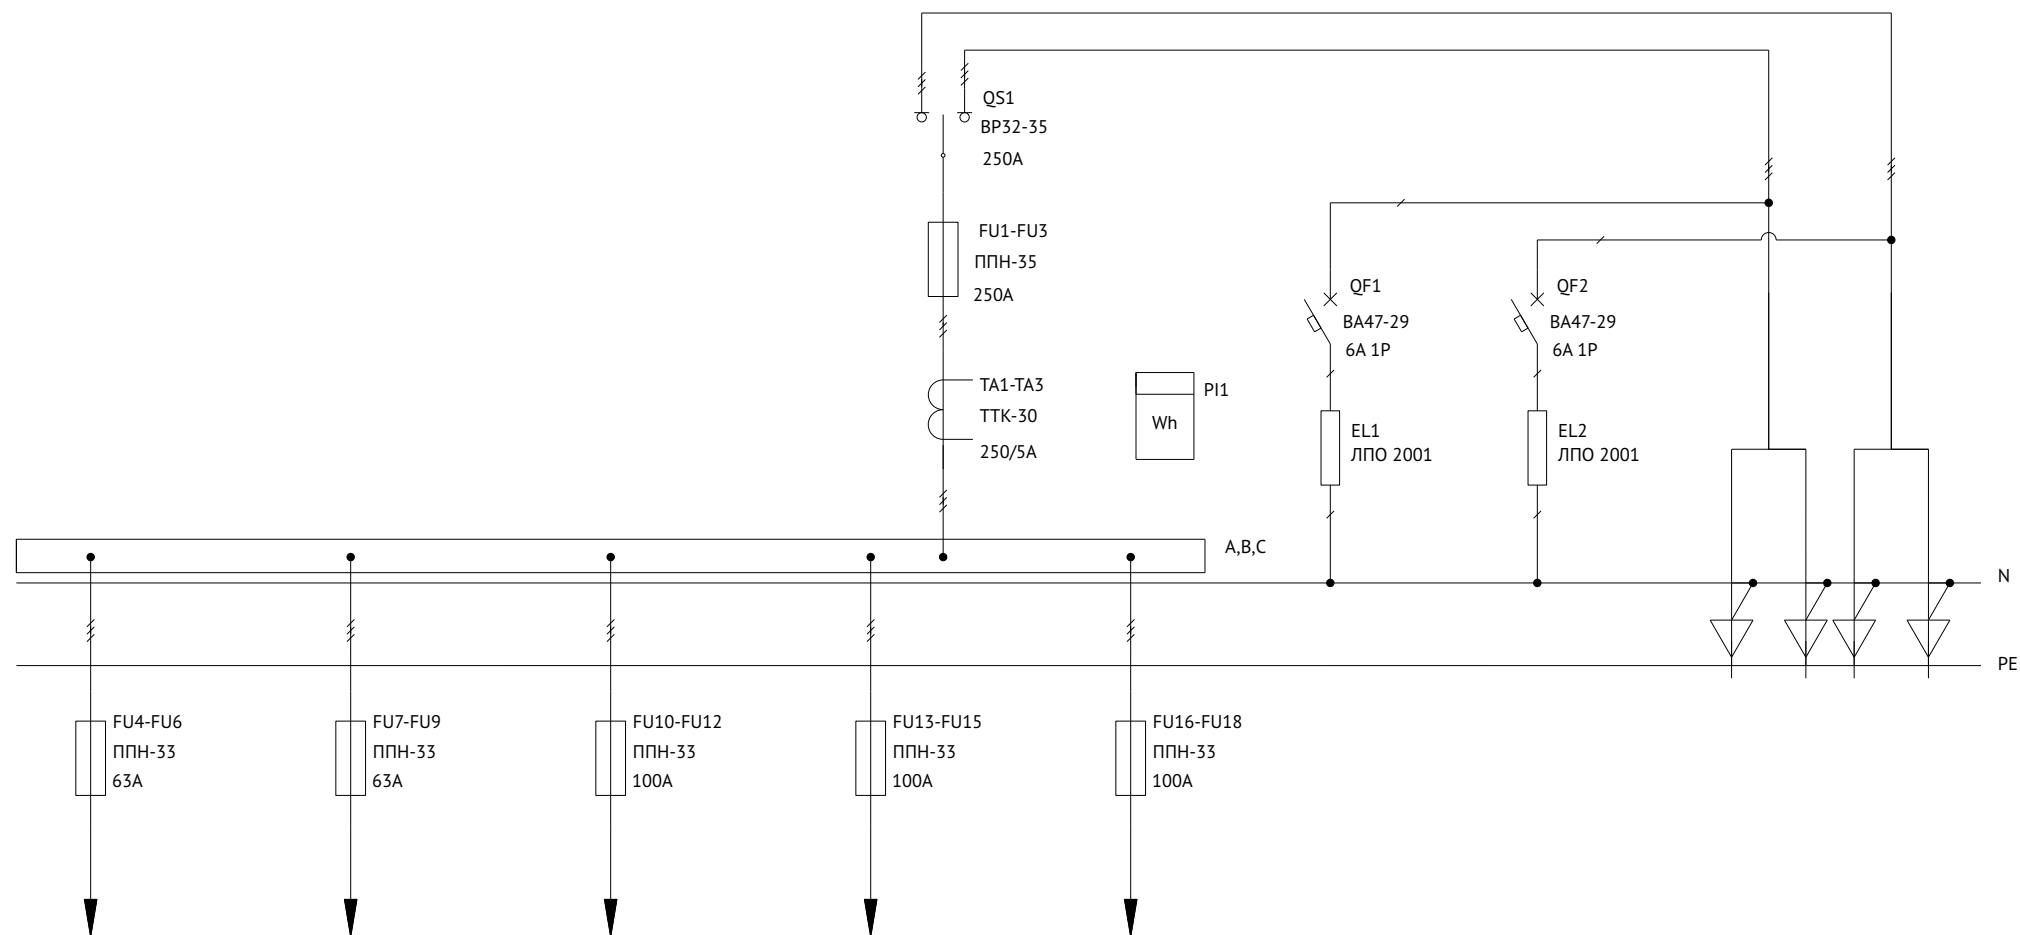 QS1
ВР32-35
250А
FU1-FU3
ППН-35
250А
QF1
ВА47-29
6А 1Р
QF2
ВА47-29
6А 1Р
TA1-TA3
ТТК-30
250/5А
PI1
Wh
EL1
ЛПО 2001
EL2
ЛПО 2001
A,B,C
N
PE
FU4-FU6
ППН-33
63А
FU7-FU9
ППН-33
63А
FU10-FU12
ППН-33
100А
FU13-FU15
ППН-33
100А
FU16-FU18
ППН-33
100А